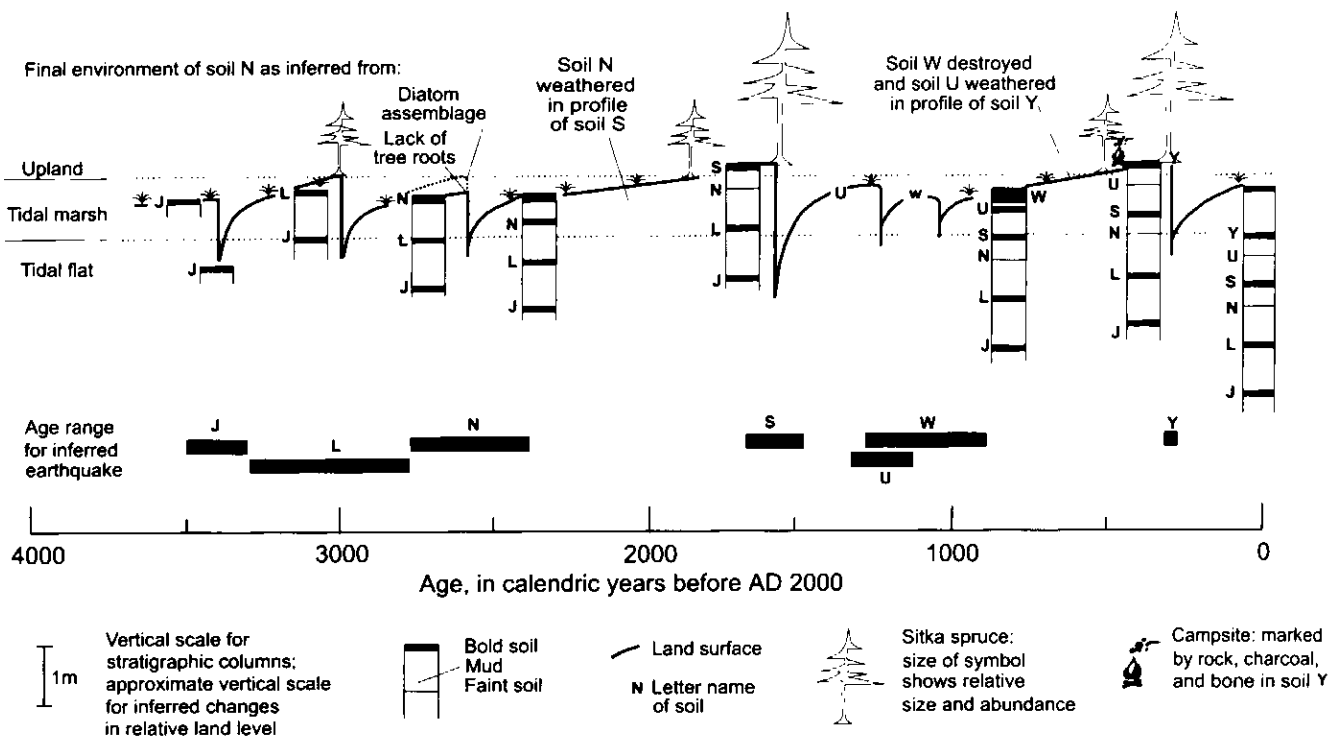 Final environment of soil N as inferred from:
Diatom
assemblage
Lack of
tree roots
Soil N
weathered
in profile
of soil S
Soil W destroyed
and soil U weathered
in profile of soil Y
Upland
Tidal marsh
Tidal flat
J
J
L
J
N
L
J
N
L
J
S
N
L
J
U
w
W
U
S
N
L
J
Y
U
S
N
L
J
Y
U
S
N
L
J
Age range
for inferred
earthquake
J
L
N
S
W
U
Y
4000 3000 2000 1000 0
Age, in calendric years before AD 2000
1m
Vertical scale for
stratigraphic columns;
approximate vertical scale
for inferred changes
in relative land level
Bold soil
Mud
Faint soil
Land surface
N Letter name
of soil
Sitka spruce:
size of symbol
shows relative
size and abundance
Campsite: marked
by rock, charcoal,
and bone in soil Y